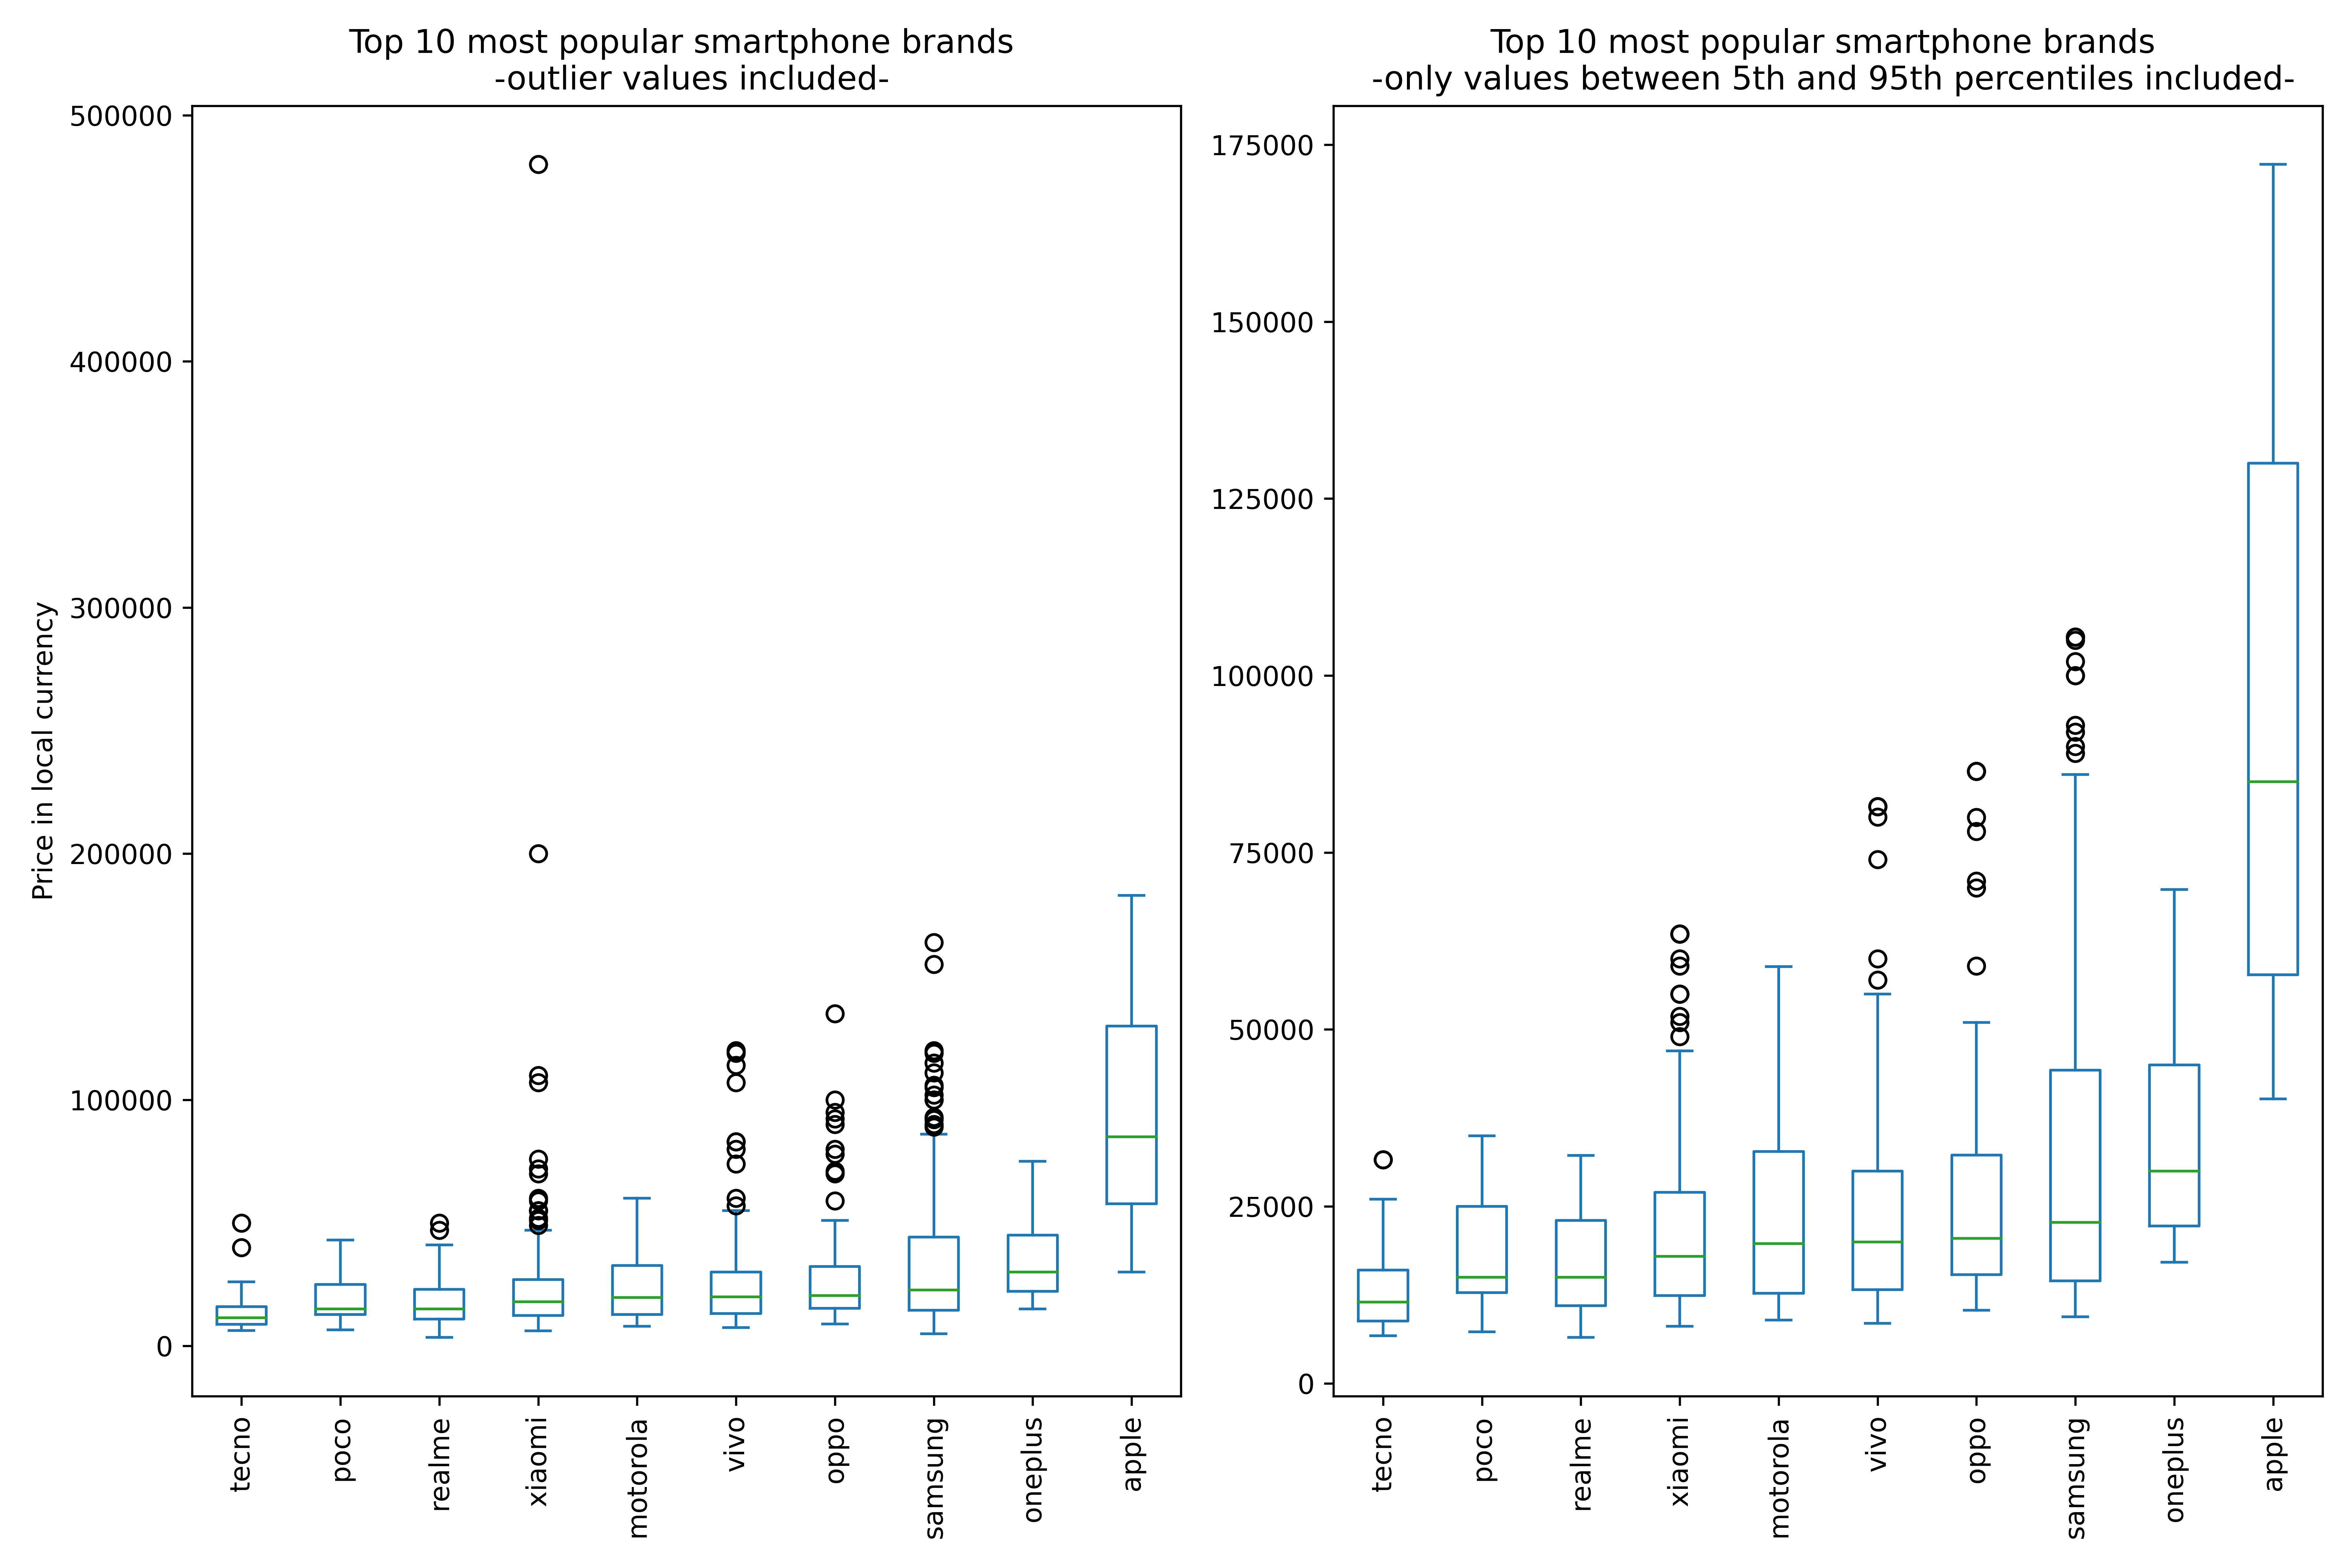 Top 10 most popular smartphone brands
-outlier values included-
500000
400000
300000
200000
100000
0
Price in local currency
tecno
poco
realme
xiaomi
motorola
vivo
oppo
samsung
oneplus
apple
Top 10 most popular smartphone brands
-only values between 5th and 95th percentiles included-
175000
150000
125000
100000
75000
50000
25000
0
tecno
poco
realme
xiaomi
motorola
vivo
oppo
samsung
oneplus
apple